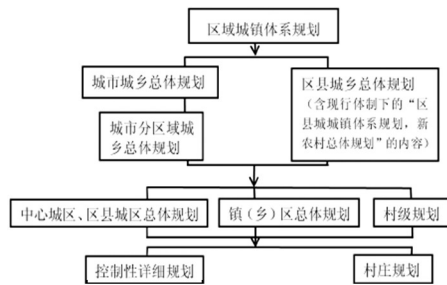 区域城镇体系规划
城市城乡总体规划
区县城乡总体规划
（含现行体制下的“区
县域城镇体系规划，新
农村总体规划”的内容）
城市分区域城
乡总体规划
中心城区、区县城区总体规划
镇（乡）区总体规划
村级规划
控制性详细规划
村庄规划